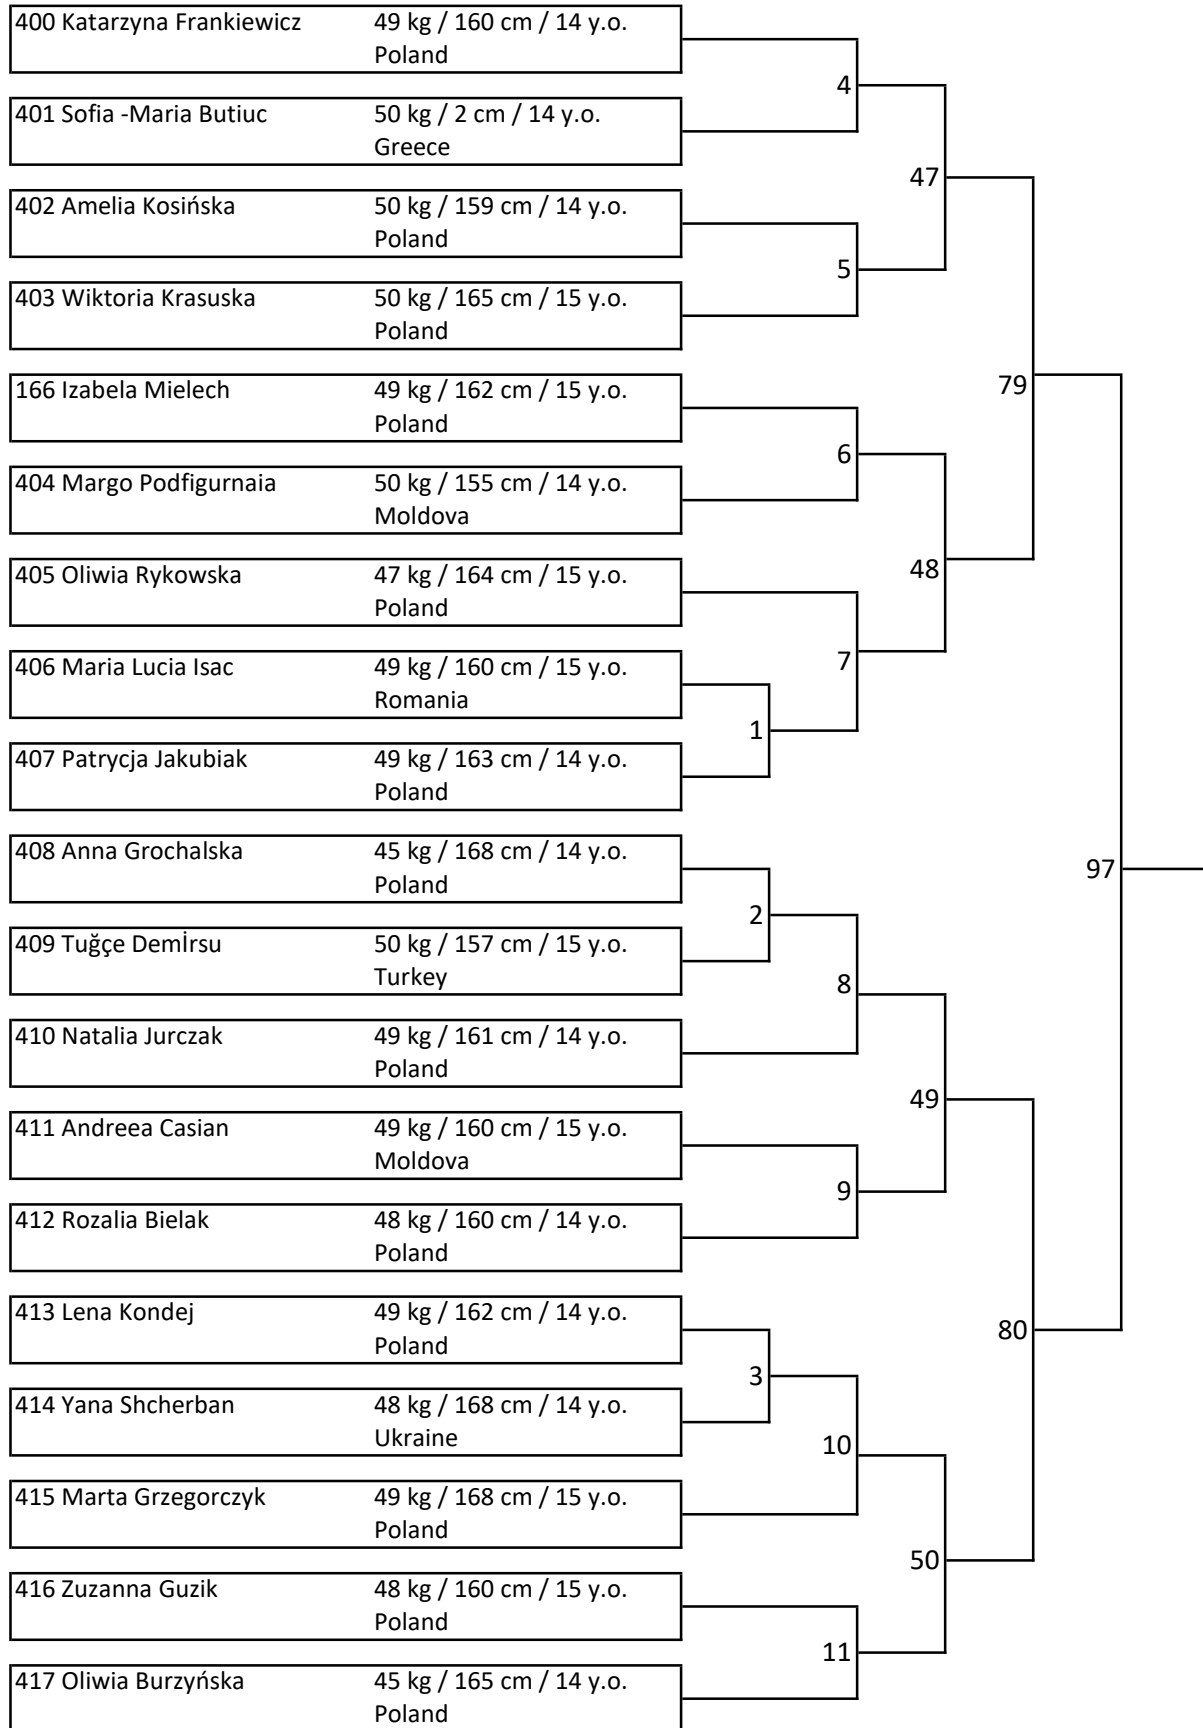 400 Katarzyna Frankiewicz 49 kg / 160 cm / 14 y.o.
Poland
4
401 Sofia -Maria Butiuc 50 kg / 2 cm / 14 y.o.
Greece
47
402 Amelia Kosińska 50 kg / 159 cm / 14 y.o.
Poland
5
403 Wiktoria Krasuska 50 kg / 165 cm / 15 y.o.
Poland
79
166 Izabela Mielech 49 kg / 162 cm / 15 y.o.
Poland
6
404 Margo Podfigurnaia 50 kg / 155 cm / 14 y.o.
Moldova
48
405 Oliwia Rykowska 47 kg / 164 cm / 15 y.o.
Poland
7
406 Maria Lucia Isac 49 kg / 160 cm / 15 y.o.
Romania
1
407 Patrycja Jakubiak 49 kg / 163 cm / 14 y.o.
Poland
408 Anna Grochalska 45 kg / 168 cm / 14 y.o.
Poland
97
2
409 Tuğçe Demİrsu 50 kg / 157 cm / 15 y.o.
Turkey
8
410 Natalia Jurczak 49 kg / 161 cm / 14 y.o.
Poland
49
411 Andreea Casian 49 kg / 160 cm / 15 y.o.
Moldova
9
412 Rozalia Bielak 48 kg / 160 cm / 14 y.o.
Poland
413 Lena Kondej 49 kg / 162 cm / 14 y.o.
Poland
80
3
414 Yana Shcherban 48 kg / 168 cm / 14 y.o.
Ukraine
10
415 Marta Grzegorczyk 49 kg / 168 cm / 15 y.o.
Poland
50
416 Zuzanna Guzik 48 kg / 160 cm / 15 y.o.
Poland
11
417 Oliwia Burzyńska 45 kg / 165 cm / 14 y.o.
Poland